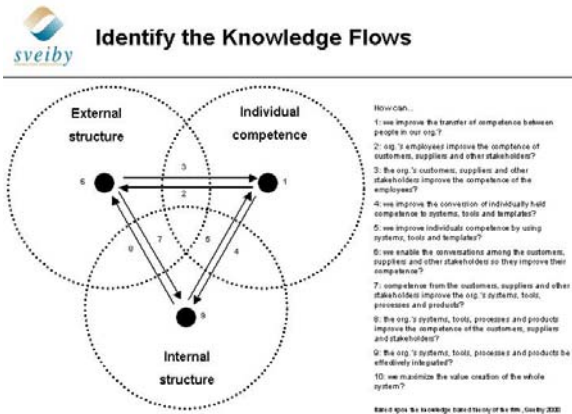 sveiby
Identify the Knowledge Flows
External
structure
Individual
competence
3
6
1
2
7
5
4
9
Internal
structure
How can...
1: we improve the transfer of competence between
people in our org.?
2: org.'s employees improve the comptence of
customers, suppliers and other stakeholders?
3: the org.'s customers, suppliers and other
stakeholders improve the competence of the
employees?
4: we improve the conversion of individually held
competence to systems, tools and templates?
5: we improve individuals competence by using
systems, tools and templates?
6: we enable the conversations among the customers,
suppliers and other stakeholders so they improve their
competence?
7: competence from the customers, suppliers and other
stakeholders improve the org.'s systems, tools,
processes and products?
8: the org.'s systems, tools, processes and products
improve the competence of the customers, suppliers
and stakeholders?
9: the org.'s systems, tools, processes and products be
effectively integrated?
10: we maximize the value creation of the whole
system?
Based upon the knowledge based theory of the firm, Sveiby 2000